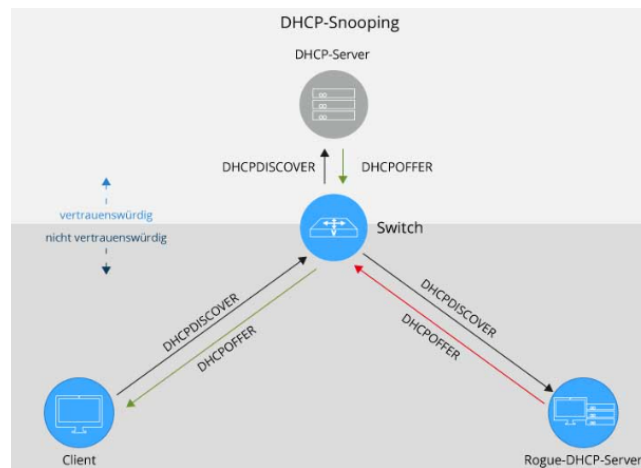 DHCP-Snooping
DHCP-Server
DHCPDISCOVER
DHCPOFFER
vertrauenswürdig
nicht vertrauenswürdig
Switch
DHCPDISCOVER
DHCPOFFER
DHCPDISCOVER
DHCPOFFER
Client
Rogue-DHCP-Server